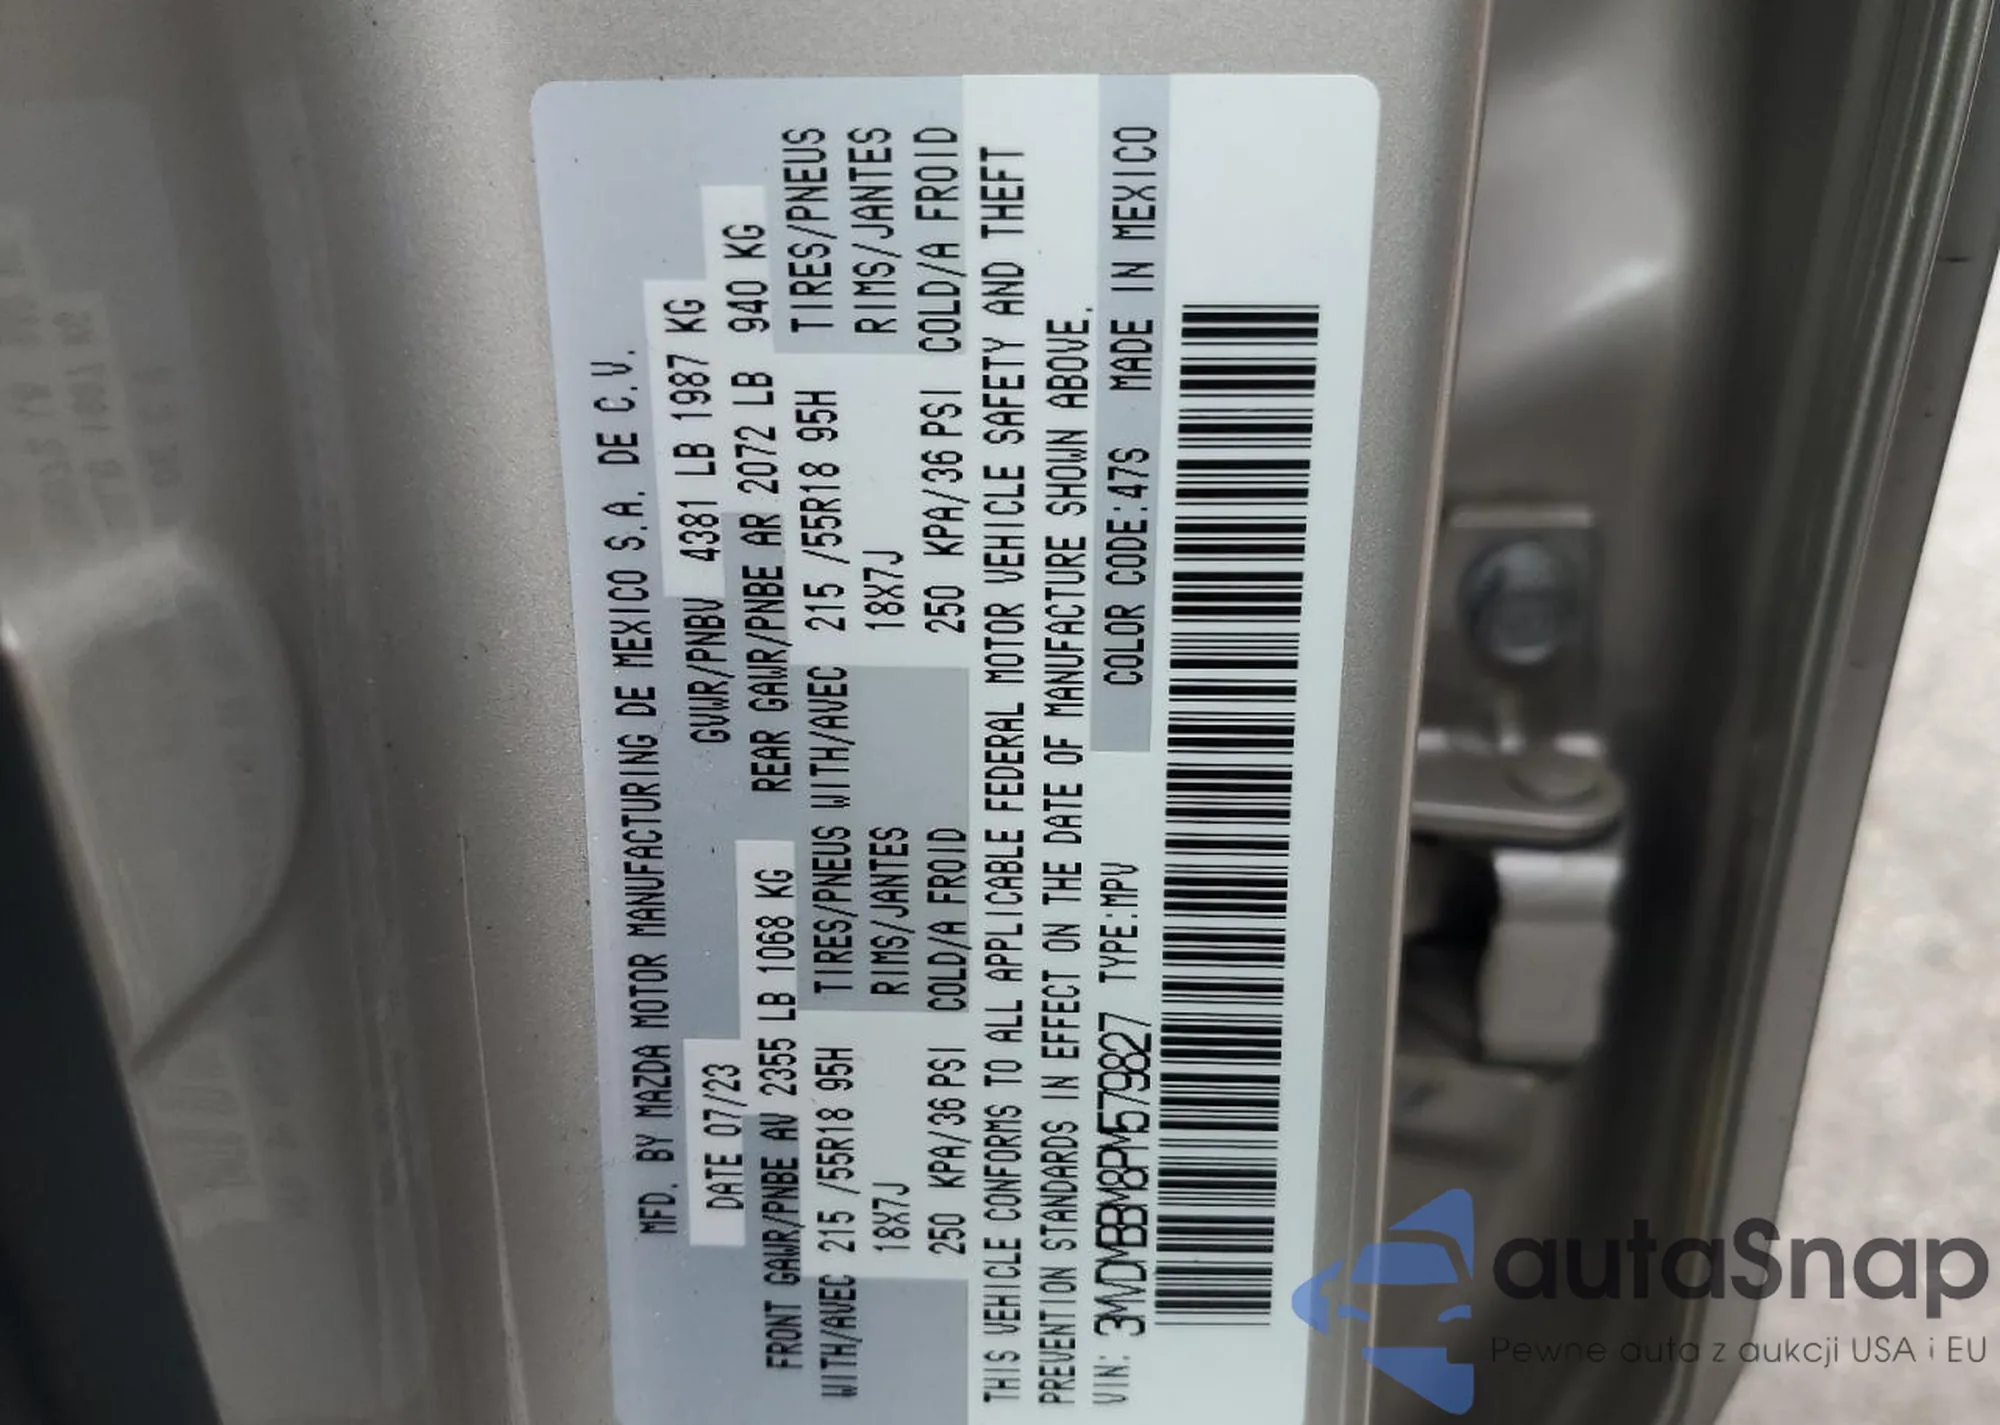 MFD. BY MAZDA MOTOR MANUFACTURING DE MEXICO S.A. DE C.V.
DATE 07/23 GVWR/PNBV 4381 LB 1987 KG
FRONT GAWR/PNBE AV 2355 LB 1068 KG REAR GAWR/PNBE AR 2072 LB 940 KG
WITH/AVEC 215 /55R18 95H TIRES/PNEUS WITH/AVEC 215 /55R18 95H TIRES/PNEUS
18X7J RIMS/JANTES 18X7J RIMS/JANTES
250 KPA/36 PSI COLD/A FROID 250 KPA/36 PSI COLD/A FROID
THIS VEHICLE CONFORMS TO ALL APPLICABLE FEDERAL MOTOR VEHICLE SAFETY AND THEFT
PREVENTION STANDARDS IN EFFECT ON THE DATE OF MANUFACTURE SHOWN ABOVE.
VIN: 3MVDMBBM8PM579827 TYPE:MPV COLOR CODE:47S MADE IN MEXICO
autaSnap
Pewne auta z aukcji USA i EU